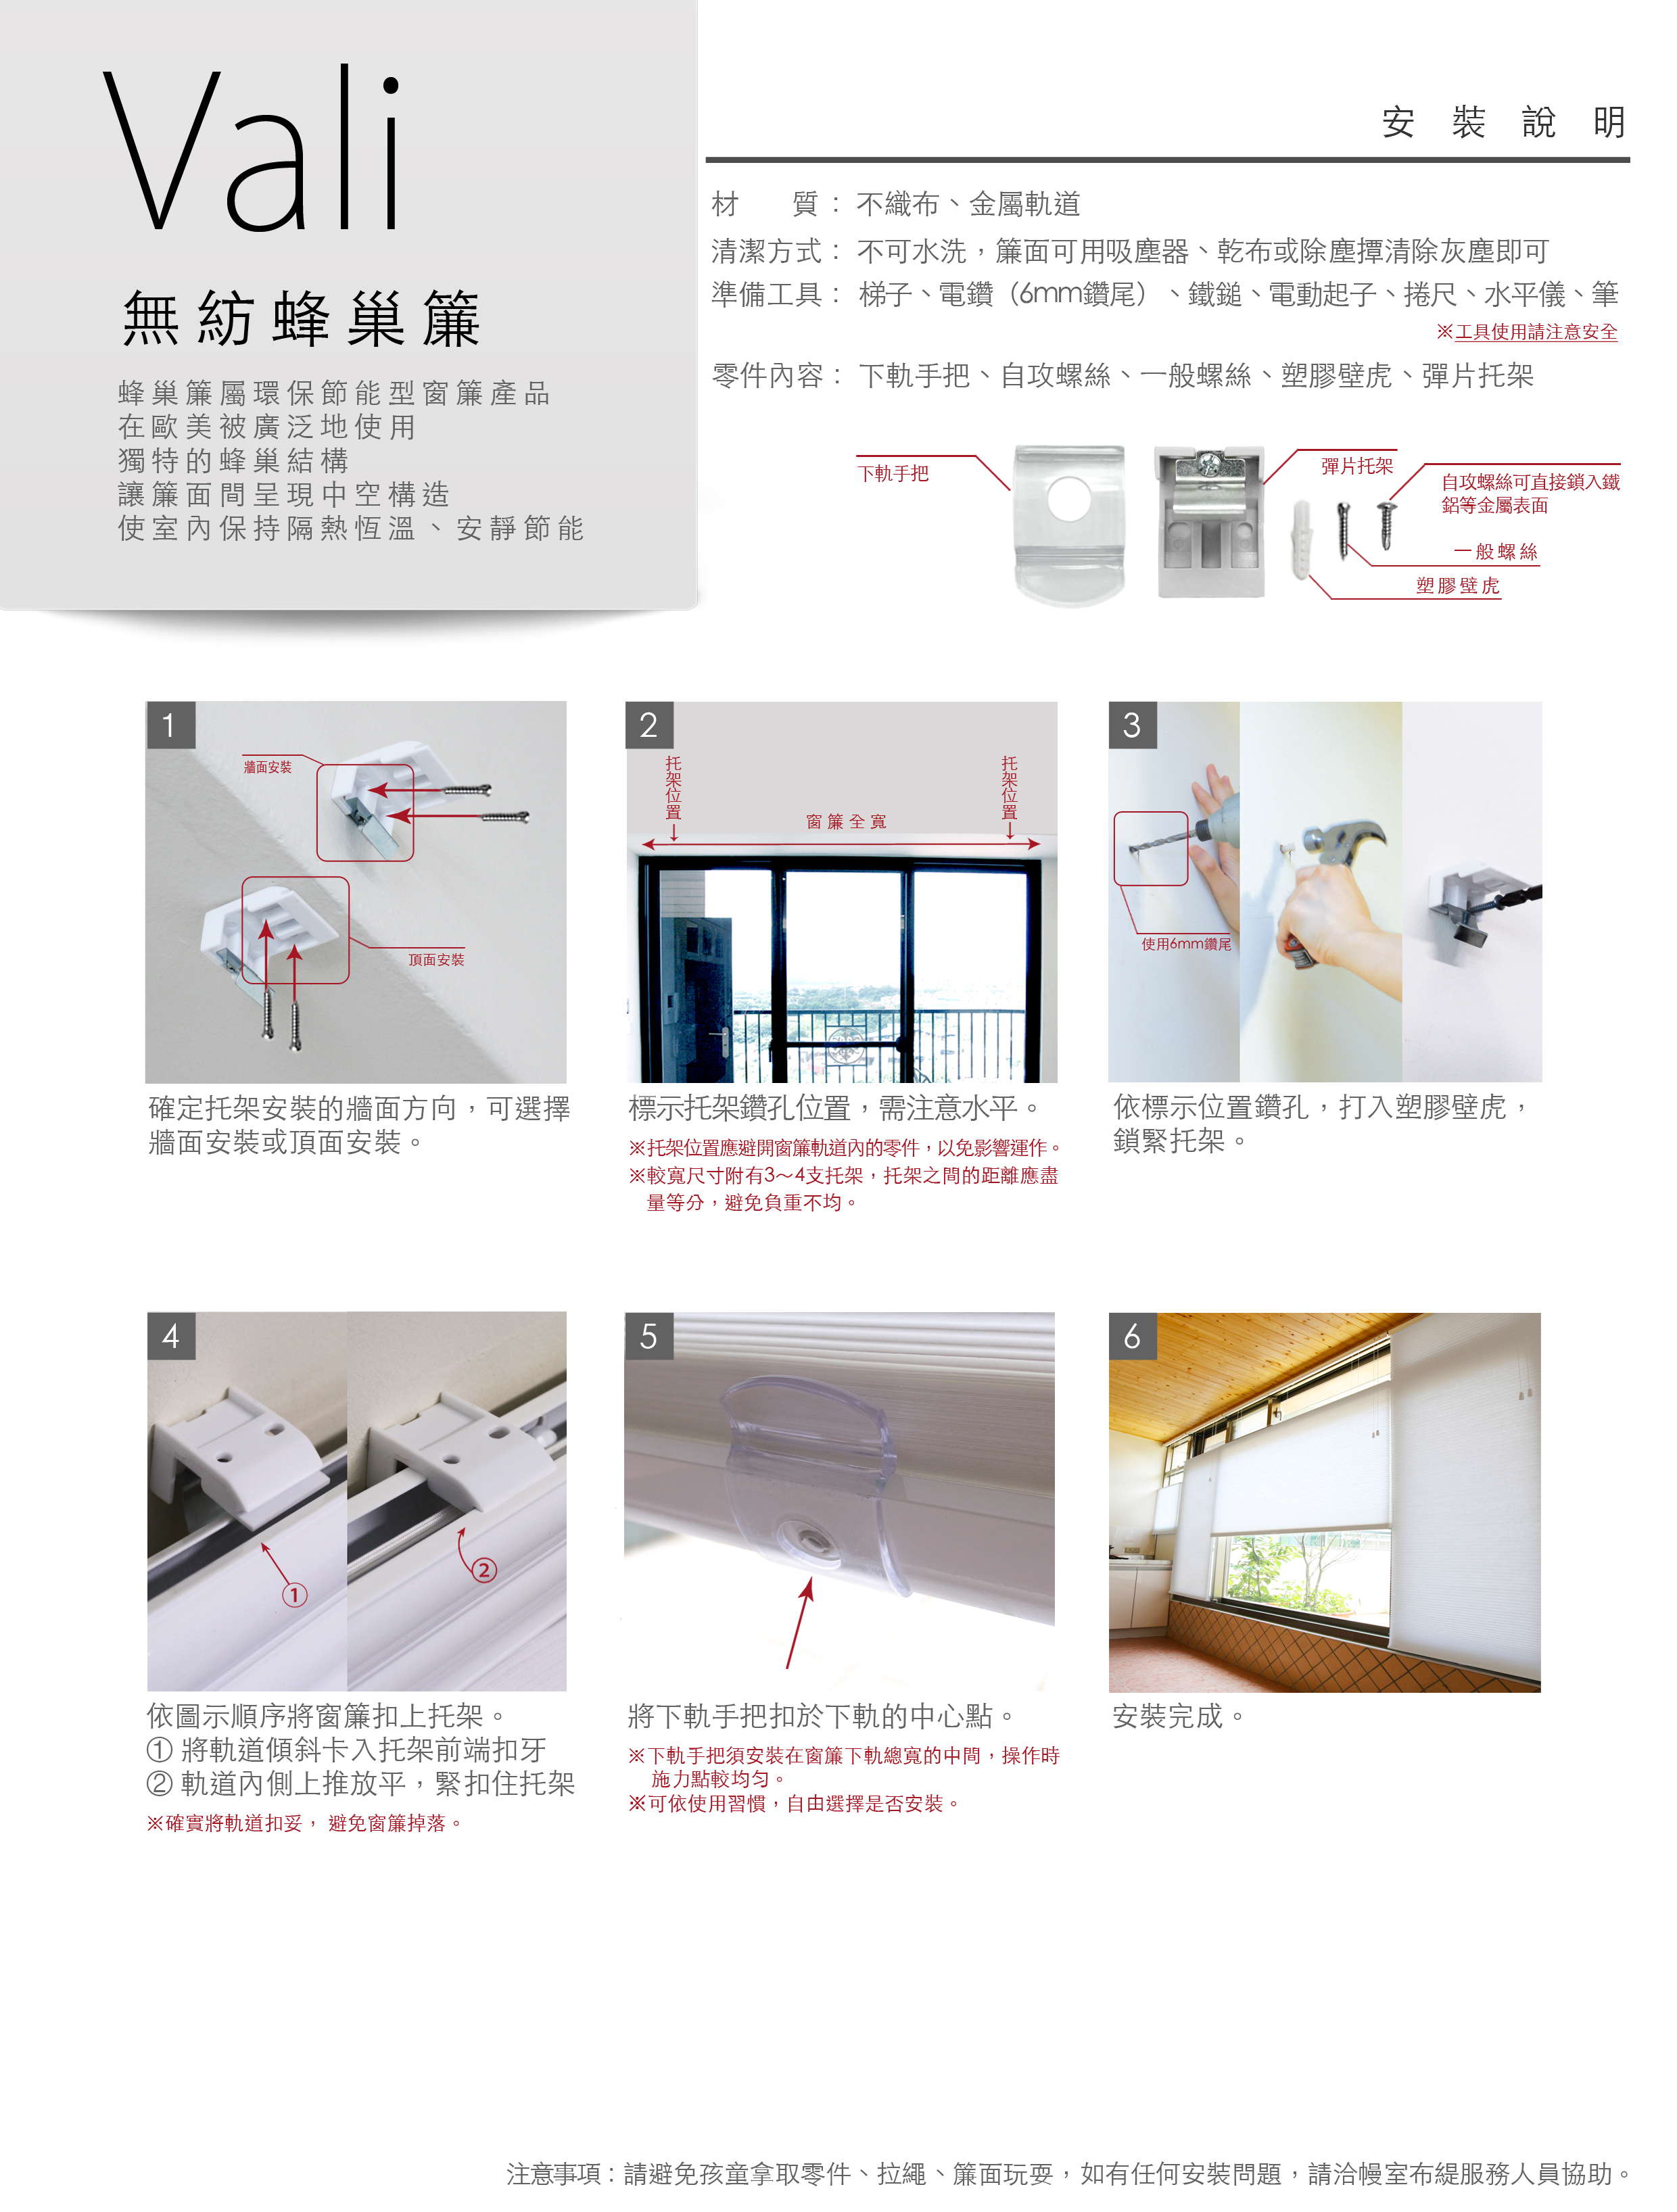 Vali
無紡蜂巢簾
蜂巢簾屬環保節能型窗簾產品
在歐美被廣泛地使用
獨特的蜂巢結構
讓簾面間呈現中空構造
使室內保持隔熱恆溫、安靜節能
安裝說明
材 質：不織布、金屬軌道
清潔方式：不可水洗，簾面可用吸塵器、乾布或除塵撢清除灰塵即可
準備工具：梯子、電鑽（6mm鑽尾）、鐵鎚、電動起子、捲尺、水平儀、筆
※工具使用請注意安全
零件內容：下軌手把、自攻螺絲、一般螺絲、塑膠壁虎、彈片托架
下軌手把
彈片托架
自攻螺絲可直接鎖入鐵
鋁等金屬表面
一般螺絲
塑膠壁虎
1
牆面安裝
頂面安裝
確定托架安裝的牆面方向，可選擇
牆面安裝或頂面安裝。
2
托架位置
托架位置
窗簾全寬
標示托架鑽孔位置，需注意水平。
※托架位置應避開窗簾軌道內的零件，以免影響運作。
※較寬尺寸附有3～4支托架，托架之間的距離應盡
量等分，避免負重不均。
3
使用6mm鑽尾
依標示位置鑽孔，打入塑膠壁虎，
鎖緊托架。
4
①
②
依圖示順序將窗簾扣上托架。
① 將軌道傾斜卡入托架前端扣牙
② 軌道內側上推放平，緊扣住托架
※確實將軌道扣妥， 避免窗簾掉落。
5
將下軌手把扣於下軌的中心點。
※下軌手把須安裝在窗簾下軌總寬的中間，操作時
施力點較均勻。
※可依使用習慣，自由選擇是否安裝。
6
安裝完成。
注意事項：請避免孩童拿取零件、拉繩、簾面玩耍，如有任何安裝問題，請洽幔室布緹服務人員協助。